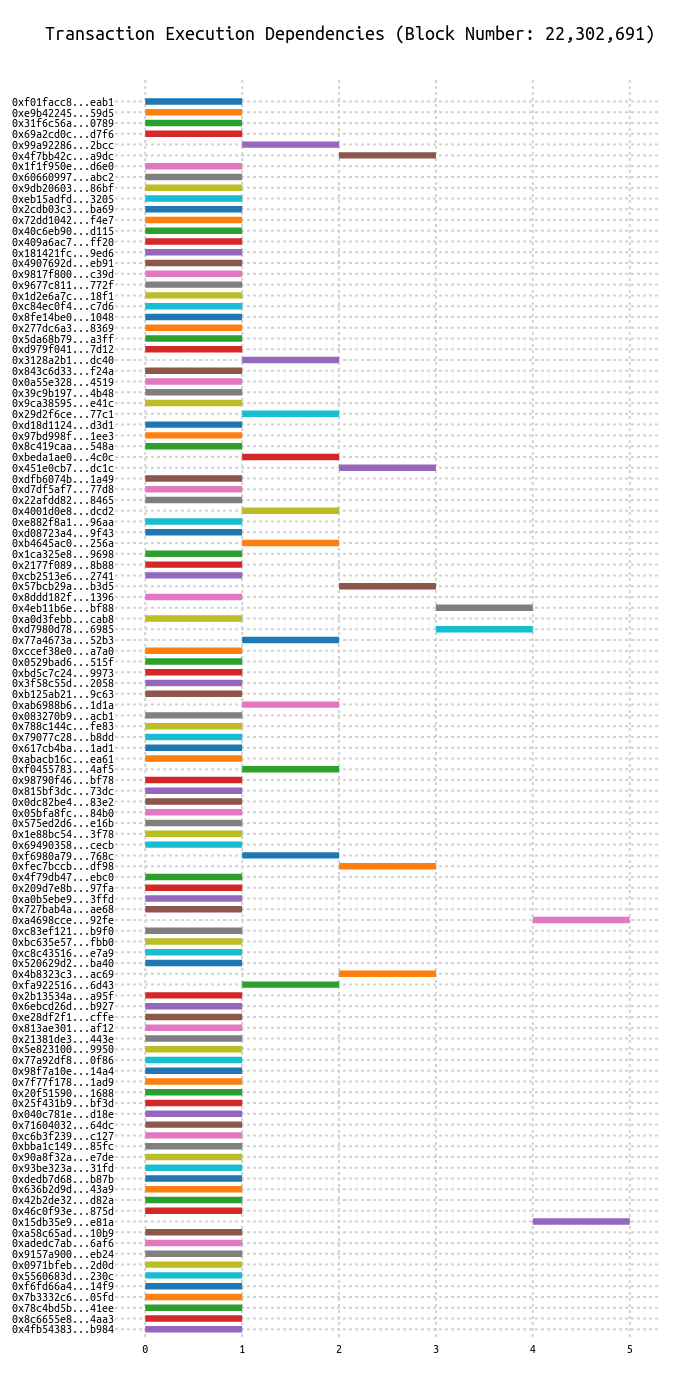 Transaction Execution Dependencies (Block Number: 22,302,691)
0xf01facc8...eab1
0xe9b42245...59d5
0x31f6c56a...0789
0x69a2cd0c...d7f6
0x99a92286...2bcc
0x4f7bb42c...a9dc
0x1f1f950e...d6e0
0x60660997...abc2
0x9db20603...86bf
0xeb15adfd...3205
0x2cdb03c3...ba69
0x72dd1042...f4e7
0x40c6eb90...d115
0x409a6ac7...ff20
0x181421fc...9ed6
0x4907692d...eb91
0x9817f800...c39d
0x9677c811...772f
0x1d2e6a7c...18f1
0xc84ec0f4...c7d6
0x8fe14be0...1048
0x277dc6a3...8369
0x5da68b79...a3ff
0xd979f041...7d12
0x3128a2b1...dc40
0x843c6d33...f24a
0x0a55e328...4519
0x39c9b197...4b48
0x9ca38595...e41c
0x29d2f6ce...77c1
0xd18d1124...d3d1
0x97bd998f...1ee3
0x8c419caa...548a
0xbeda1ae0...4c0c
0x451e0cb7...dc1c
0xdfb6074b...1a49
0xd7df5af7...77d8
0x22afdd82...8465
0x4001d0e8...dcd2
0xe882f8a1...96aa
0xd08723a4...9f43
0xb4645ac0...256a
0x1ca325e8...9698
0x2177f089...8b88
0xcb2513e6...2741
0x57bcb29a...b3d5
0x8ddd182f...1396
0x4eb11b6e...bf88
0xa0d3febb...cab8
0xd7980d78...6985
0x77a4673a...52b3
0xccef38e0...a7a0
0x0529bad6...515f
0xbd5c7c24...9973
0x3f58c55d...2058
0xb125ab21...9c63
0xab6988b6...1d1a
0x083270b9...acb1
0x788c144c...fe83
0x79077c28...b8dd
0x617cb4ba...1ad1
0xabacb16c...ea61
0xf0455783...4af5
0x98790f46...bf78
0x815bf3dc...73dc
0x0dc82be4...83e2
0x05bfa8fc...84b0
0x575ed2d6...e16b
0x1e88bc54...3f78
0x69490358...cecb
0xf6980a79...768c
0xfec7bccb...df98
0x4f79db47...ebc0
0x209d7e8b...97fa
0xa0b5ebe9...3ffd
0x727bab4a...ae68
0xa4698cce...92fe
0xc83ef121...b9f0
0xbc635e57...fbb0
0xc8c43516...e7a9
0x520629d2...ba40
0x4b8323c3...ac69
0xfa922516...6d43
0x2b13534a...a95f
0x6ebcd26d...b927
0xe28df2f1...cffe
0x813ae301...af12
0x21381de3...443e
0x5e823100...9950
0x77a92df8...0f86
0x98f7a10e...14a4
0x7f77f178...1ad9
0x20f51590...1688
0x25f431b9...bf3d
0x040c781e...d18e
0x71604032...64dc
0xc6b3f239...c127
0xbba1c149...85fc
0x90a8f32a...e7de
0x93be323a...31fd
0xdedb7d68...b87b
0x636b2d9d...43a9
0x42b2de32...d82a
0x46c0f93e...875d
0x15db35e9...e81a
0xa58c65ad...10b9
0xadedc7ab...6af6
0x9157a900...eb24
0x0971bfeb...2d0d
0x5560683d...230c
0xf6fd66a4...14f9
0x7b3332c6...05fd
0x78c4bd5b...41ee
0x8c6655e8...4aa3
0x4fb54383...b984
0 1 2 3 4 5